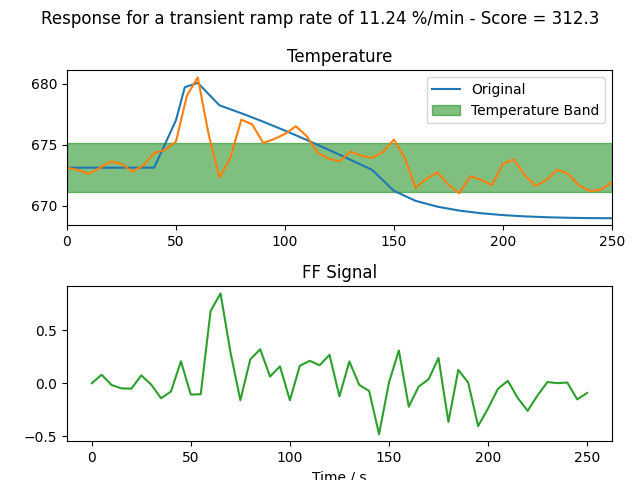 Response for a transient ramp rate of 11.24 %/min - Score = 312.3
Temperature
680
675
670
Original
Temperature Band
0 50 100 150 200 250
FF Signal
0.5
0.0
−0.5
0 50 100 150 200 250
Time / s